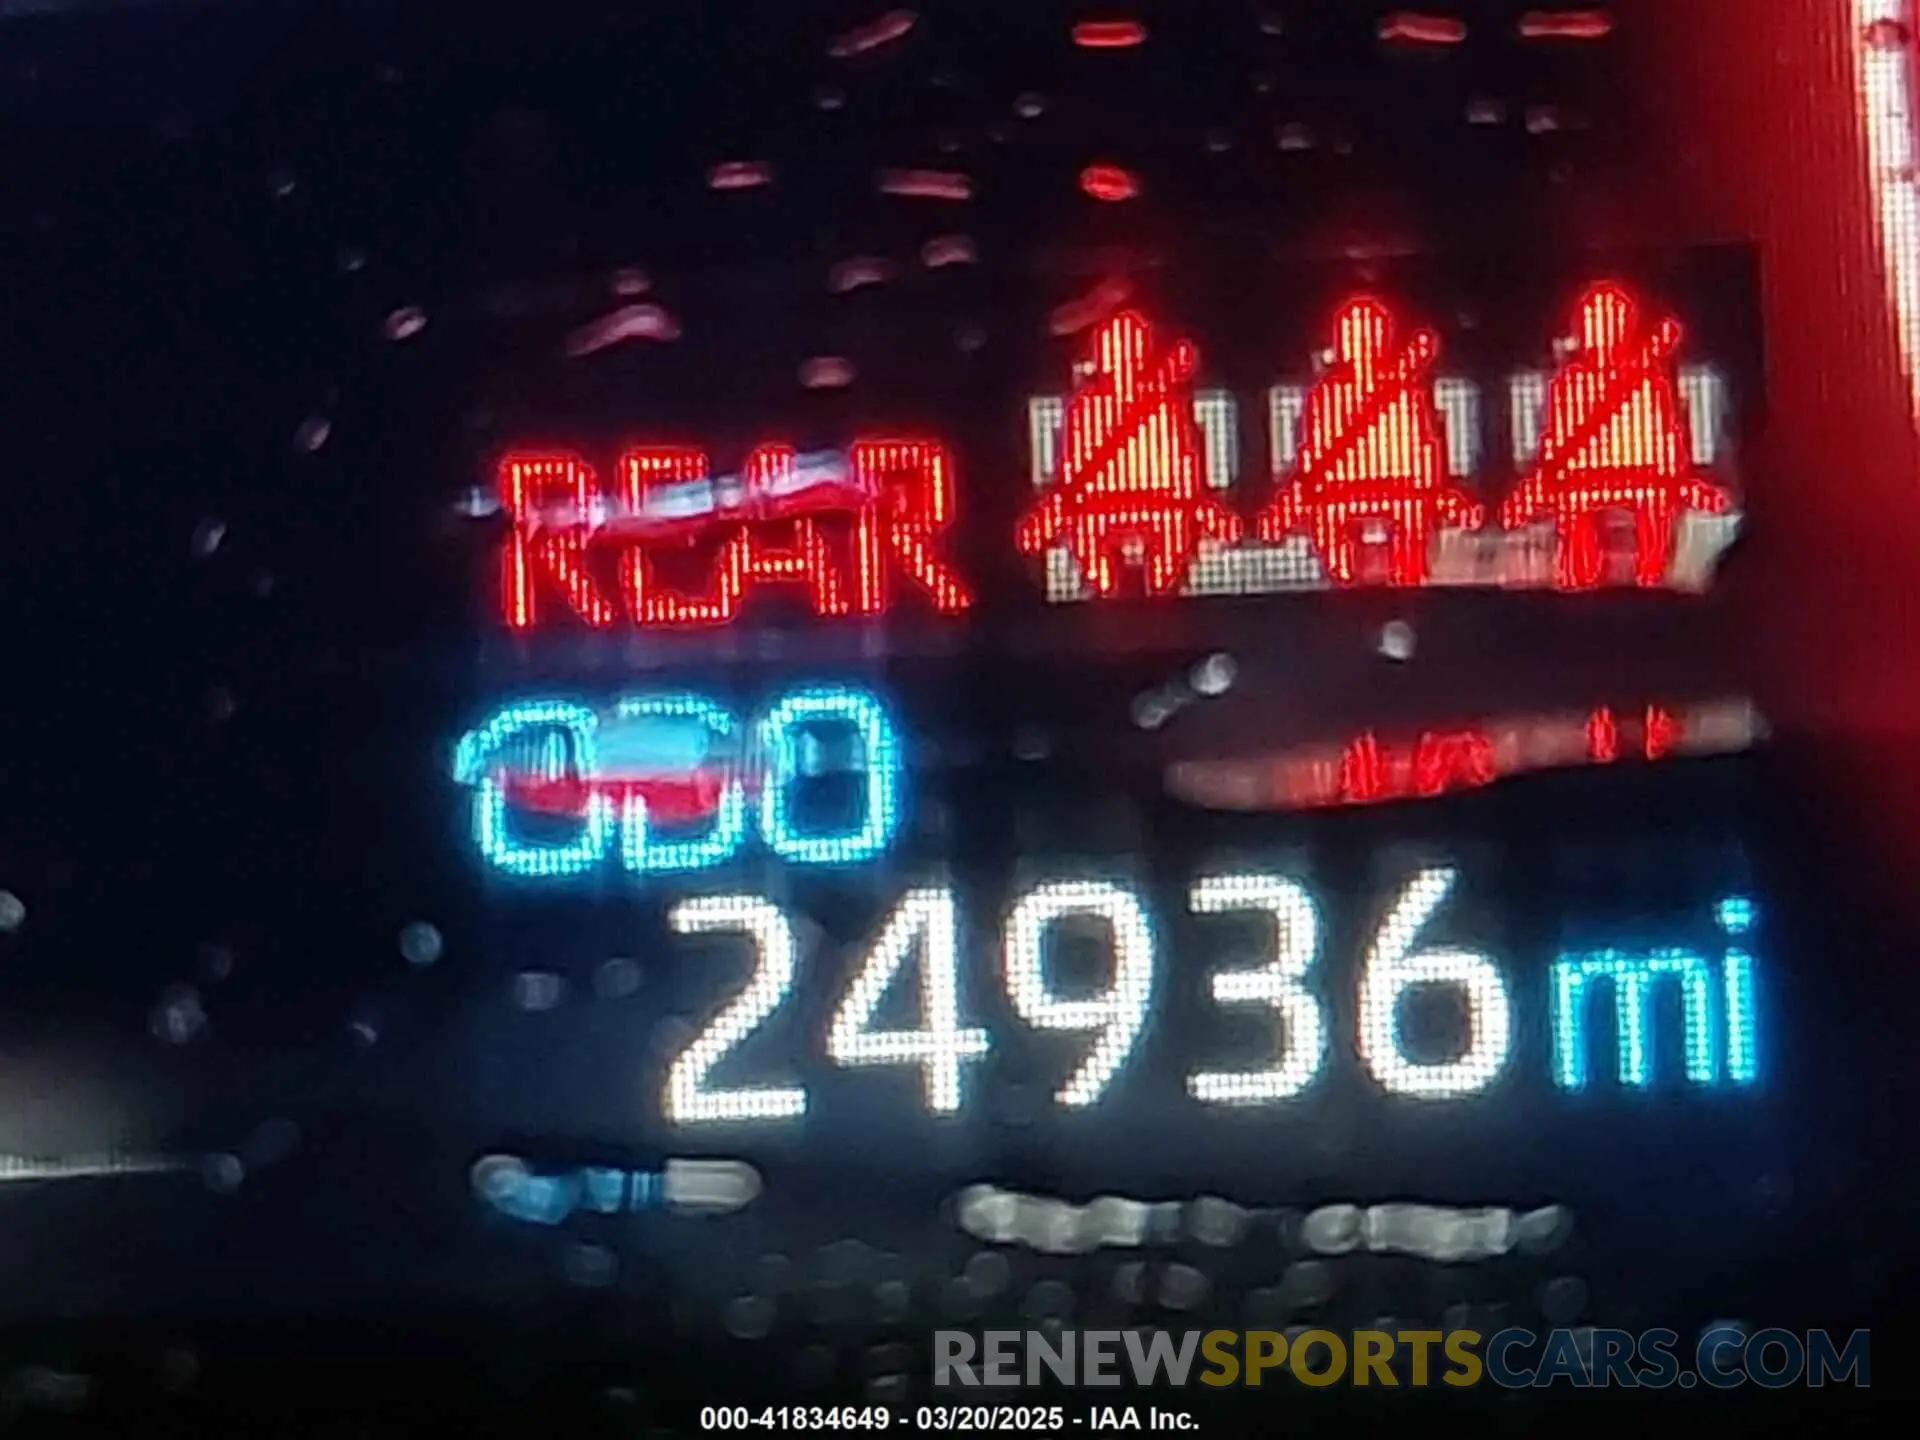 REAR
ODO
24936 mi
RENEWSPORTSCARS.COM
000-41834649 - 03/20/2025 - IAA Inc.